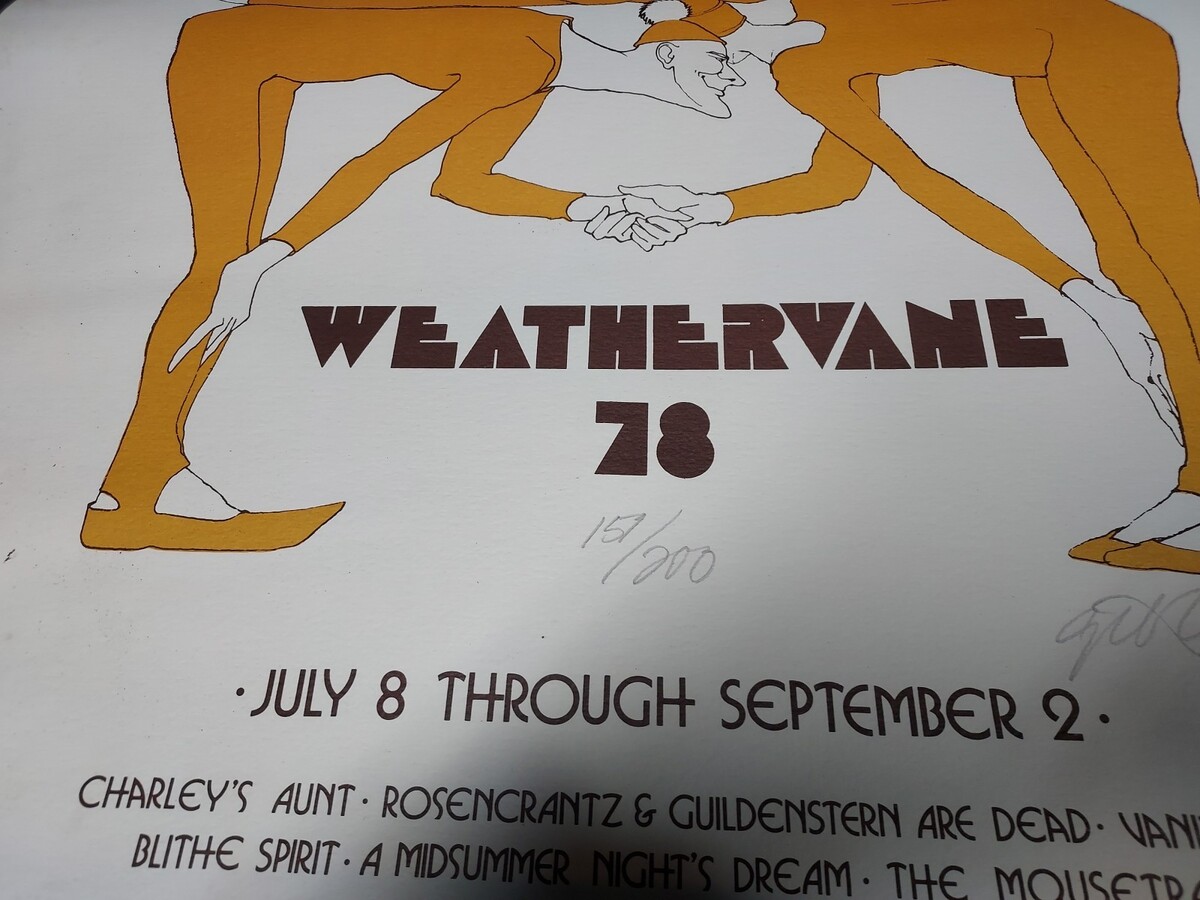 WEATHERVANE
78
151/200
• JULY 8 THROUGH SEPTEMBER 2 •
CHARLEY'S AUNT • ROSENCRANTZ & GUILDENSTERN ARE DEAD •
BLITHE SPIRIT • A MIDSUMMER NIGHT'S DREAM • THE